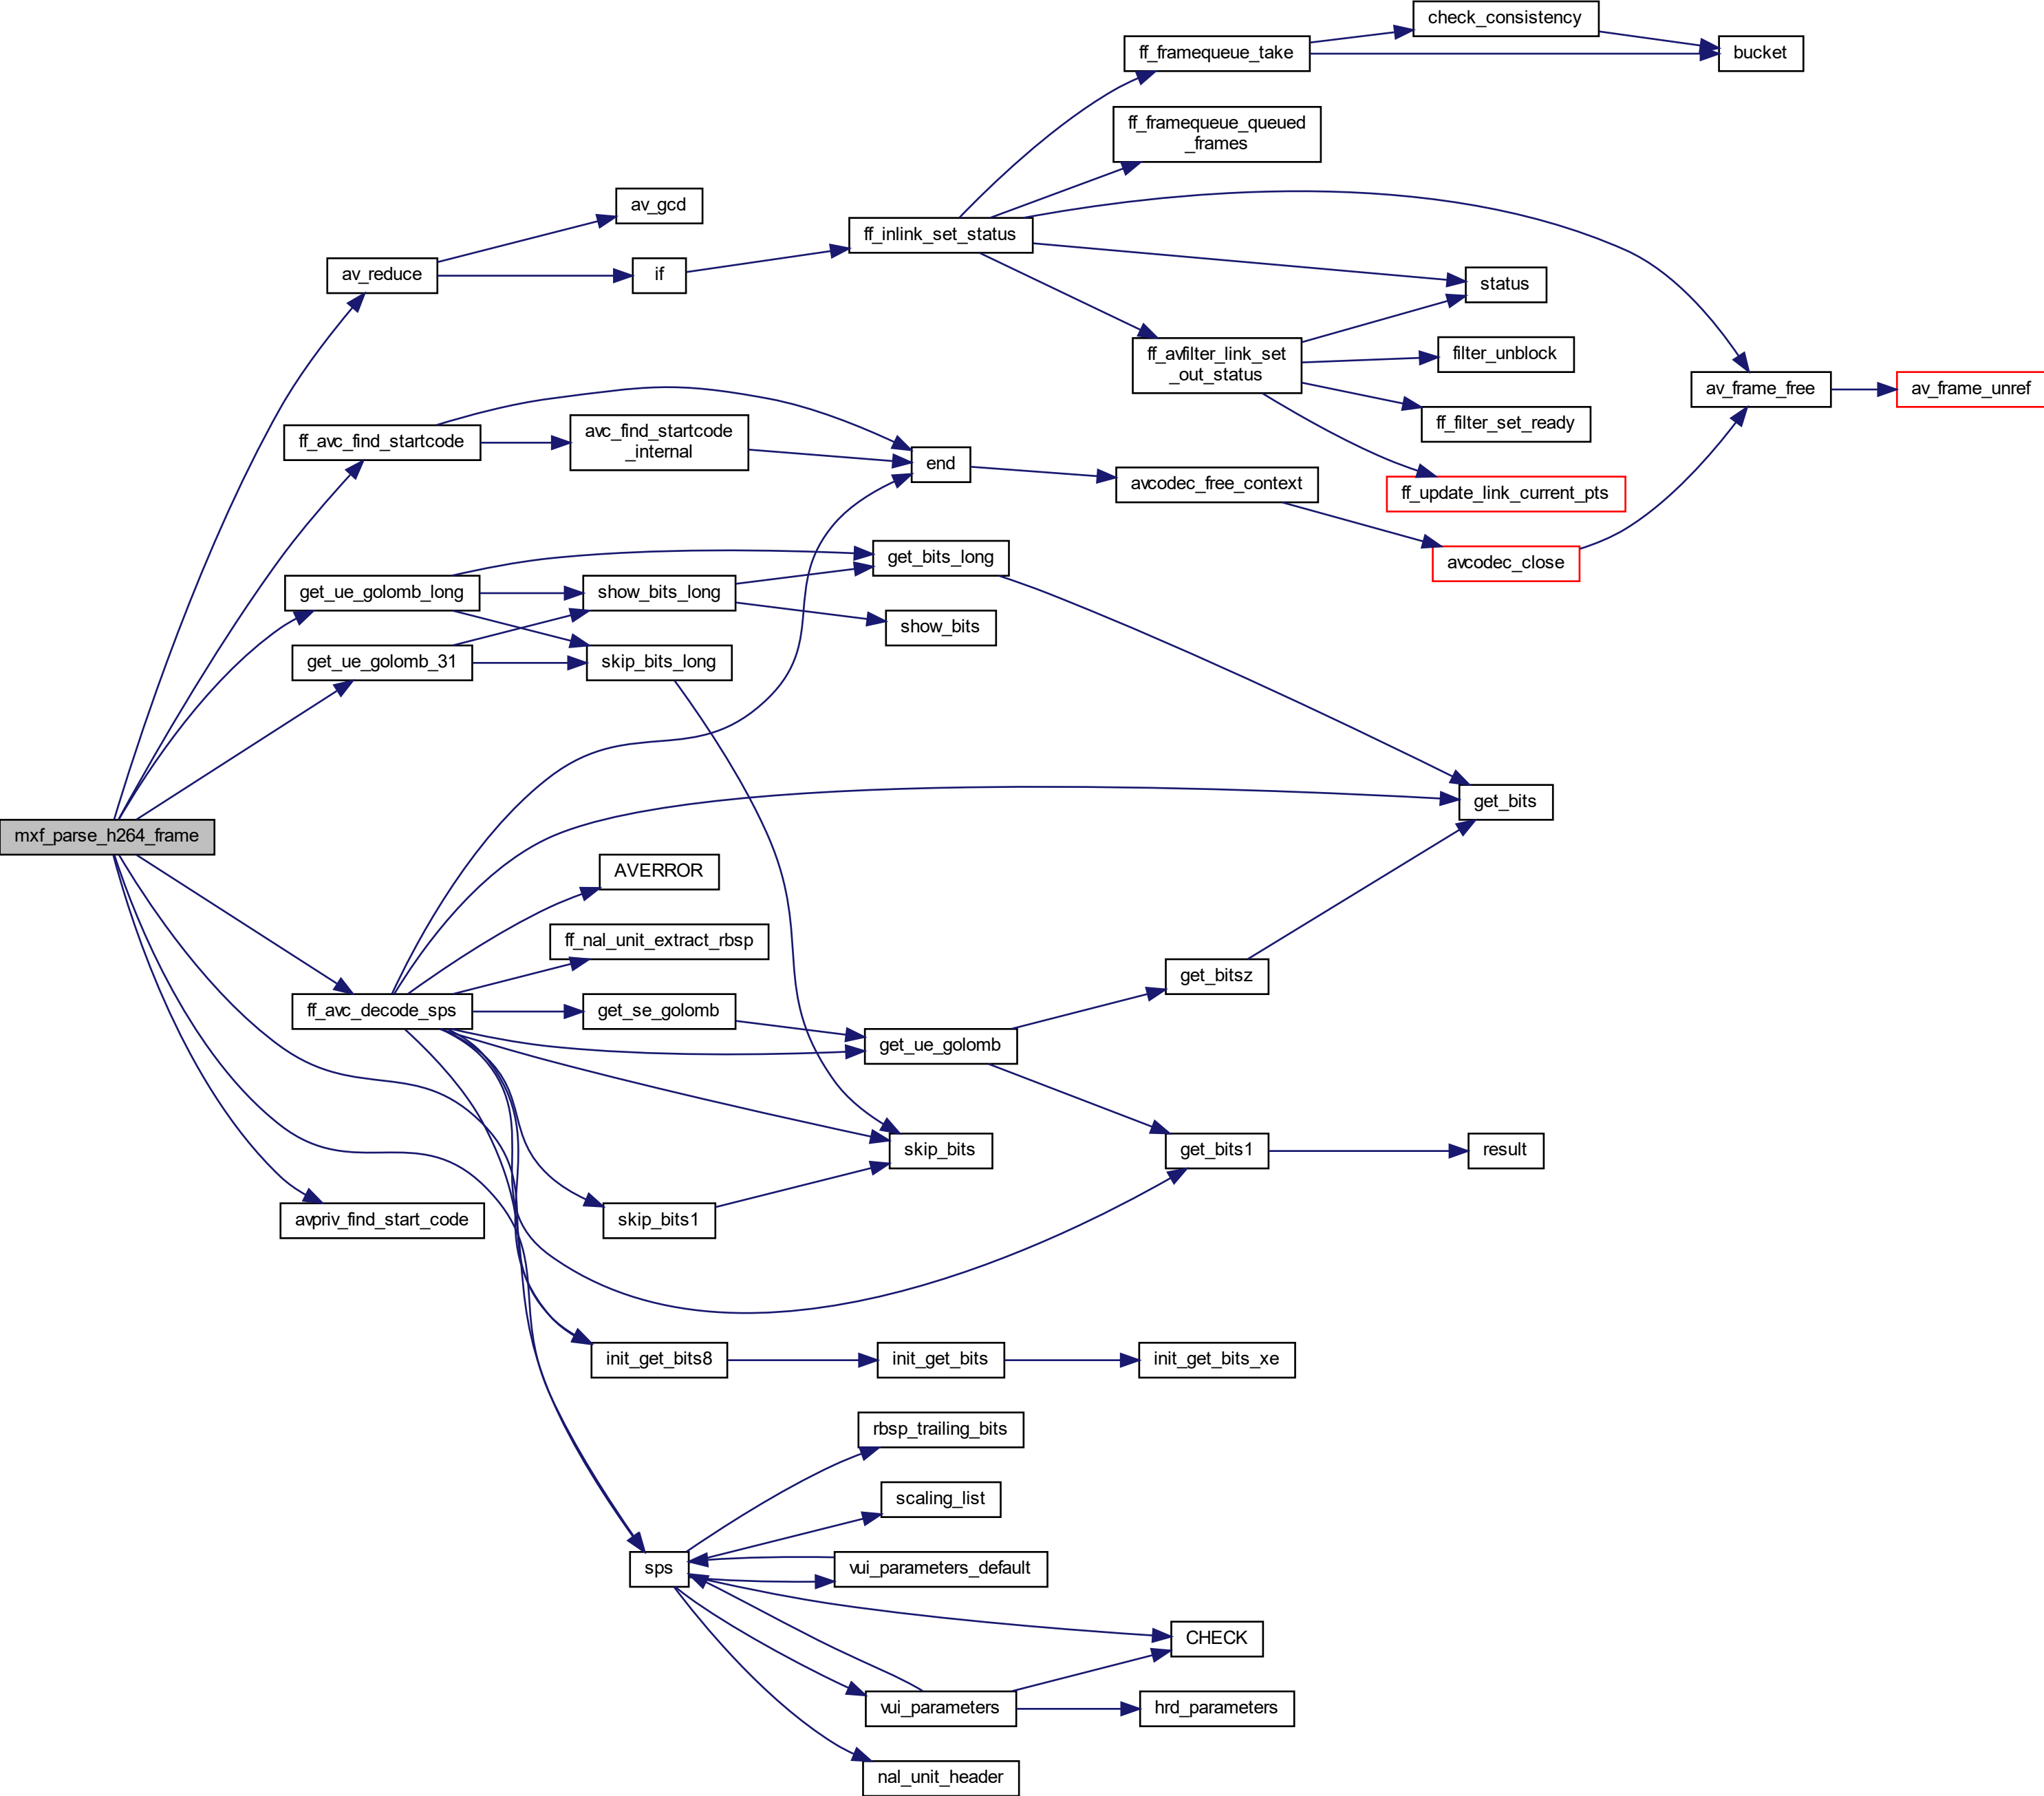 check_consistency
ff_framequeue_take
bucket
ff_framequeue_queued
_frames
av_gcd
ff_inlink_set_status
av_reduce
if
status
ff_avfilter_link_set
_out_status
filter_unblock
av_frame_free
av_frame_unref
ff_filter_set_ready
ff_avc_find_startcode
avc_find_startcode
_internal
end
avcodec_free_context
ff_update_link_current_pts
get_bits_long
avcodec_close
get_ue_golomb_long
show_bits_long
show_bits
get_ue_golomb_31
skip_bits_long
get_bits
mxf_parse_h264_frame
AVERROR
ff_nal_unit_extract_rbsp
get_bitsz
ff_avc_decode_sps
get_se_golomb
get_ue_golomb
skip_bits
get_bits1
result
avpriv_find_start_code
skip_bits1
init_get_bits8
init_get_bits
init_get_bits_xe
rbsp_trailing_bits
scaling_list
sps
vui_parameters_default
CHECK
vui_parameters
hrd_parameters
nal_unit_header